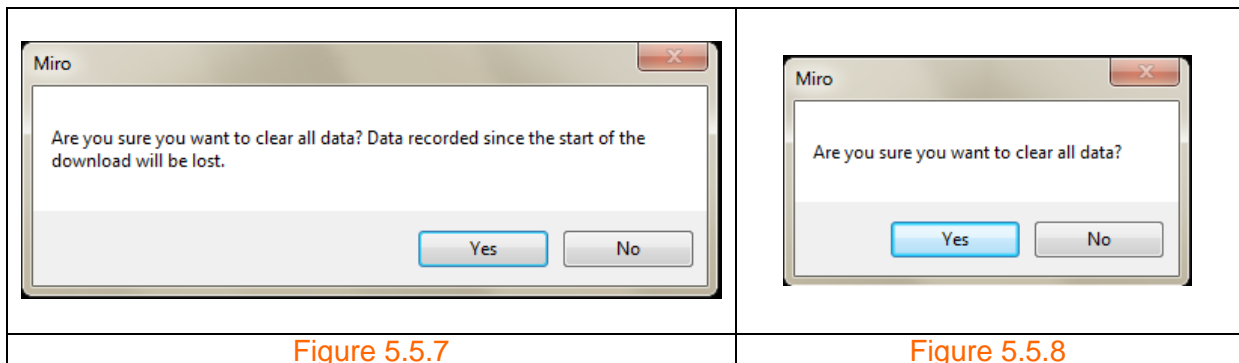 Miro
Are you sure you want to clear all data? Data recorded since the start of the
download will be lost.
Yes No
Figure 5.5.7
Miro
Are you sure you want to clear all data?
Yes No
Figure 5.5.8